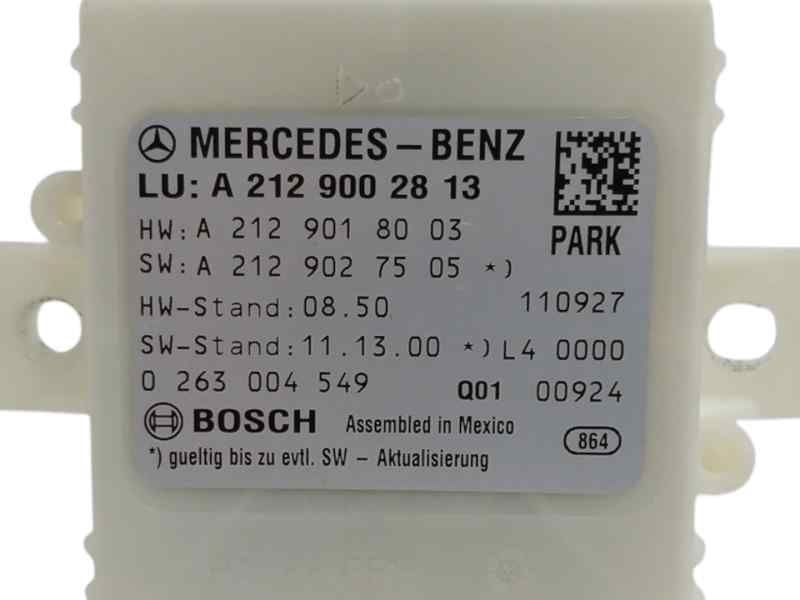 MERCEDES-BENZ
LU: A 212 900 28 13
HW: A 212 901 80 03
PARK
SW: A 212 902 75 05 *)
HW-Stand: 08.50 110927
SW-Stand: 11.13.00 *) L4 0000
0 263 004 549 Q01 00924
BOSCH Assembled in Mexico 864
*) gueltig bis zu evtl. SW - Aktualisierung